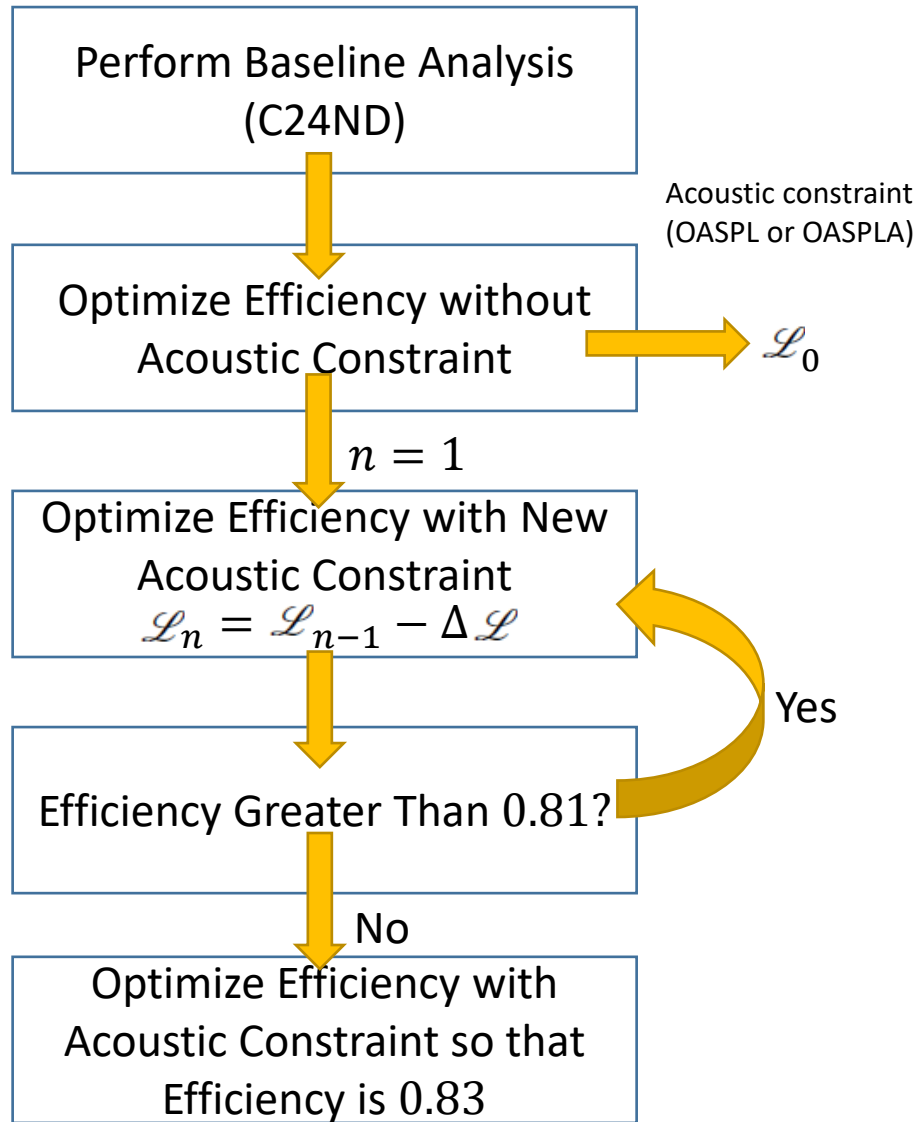 Perform Baseline Analysis
(C24ND)
Acoustic constraint
(OASPL or OASPLA)
Optimize Efficiency without
Acoustic Constraint
ℒ₀
n = 1
Optimize Efficiency with New
Acoustic Constraint
ℒₙ = ℒₙ₋₁ − Δ ℒ
Yes
Efficiency Greater Than 0.81?
No
Optimize Efficiency with
Acoustic Constraint so that
Efficiency is 0.83